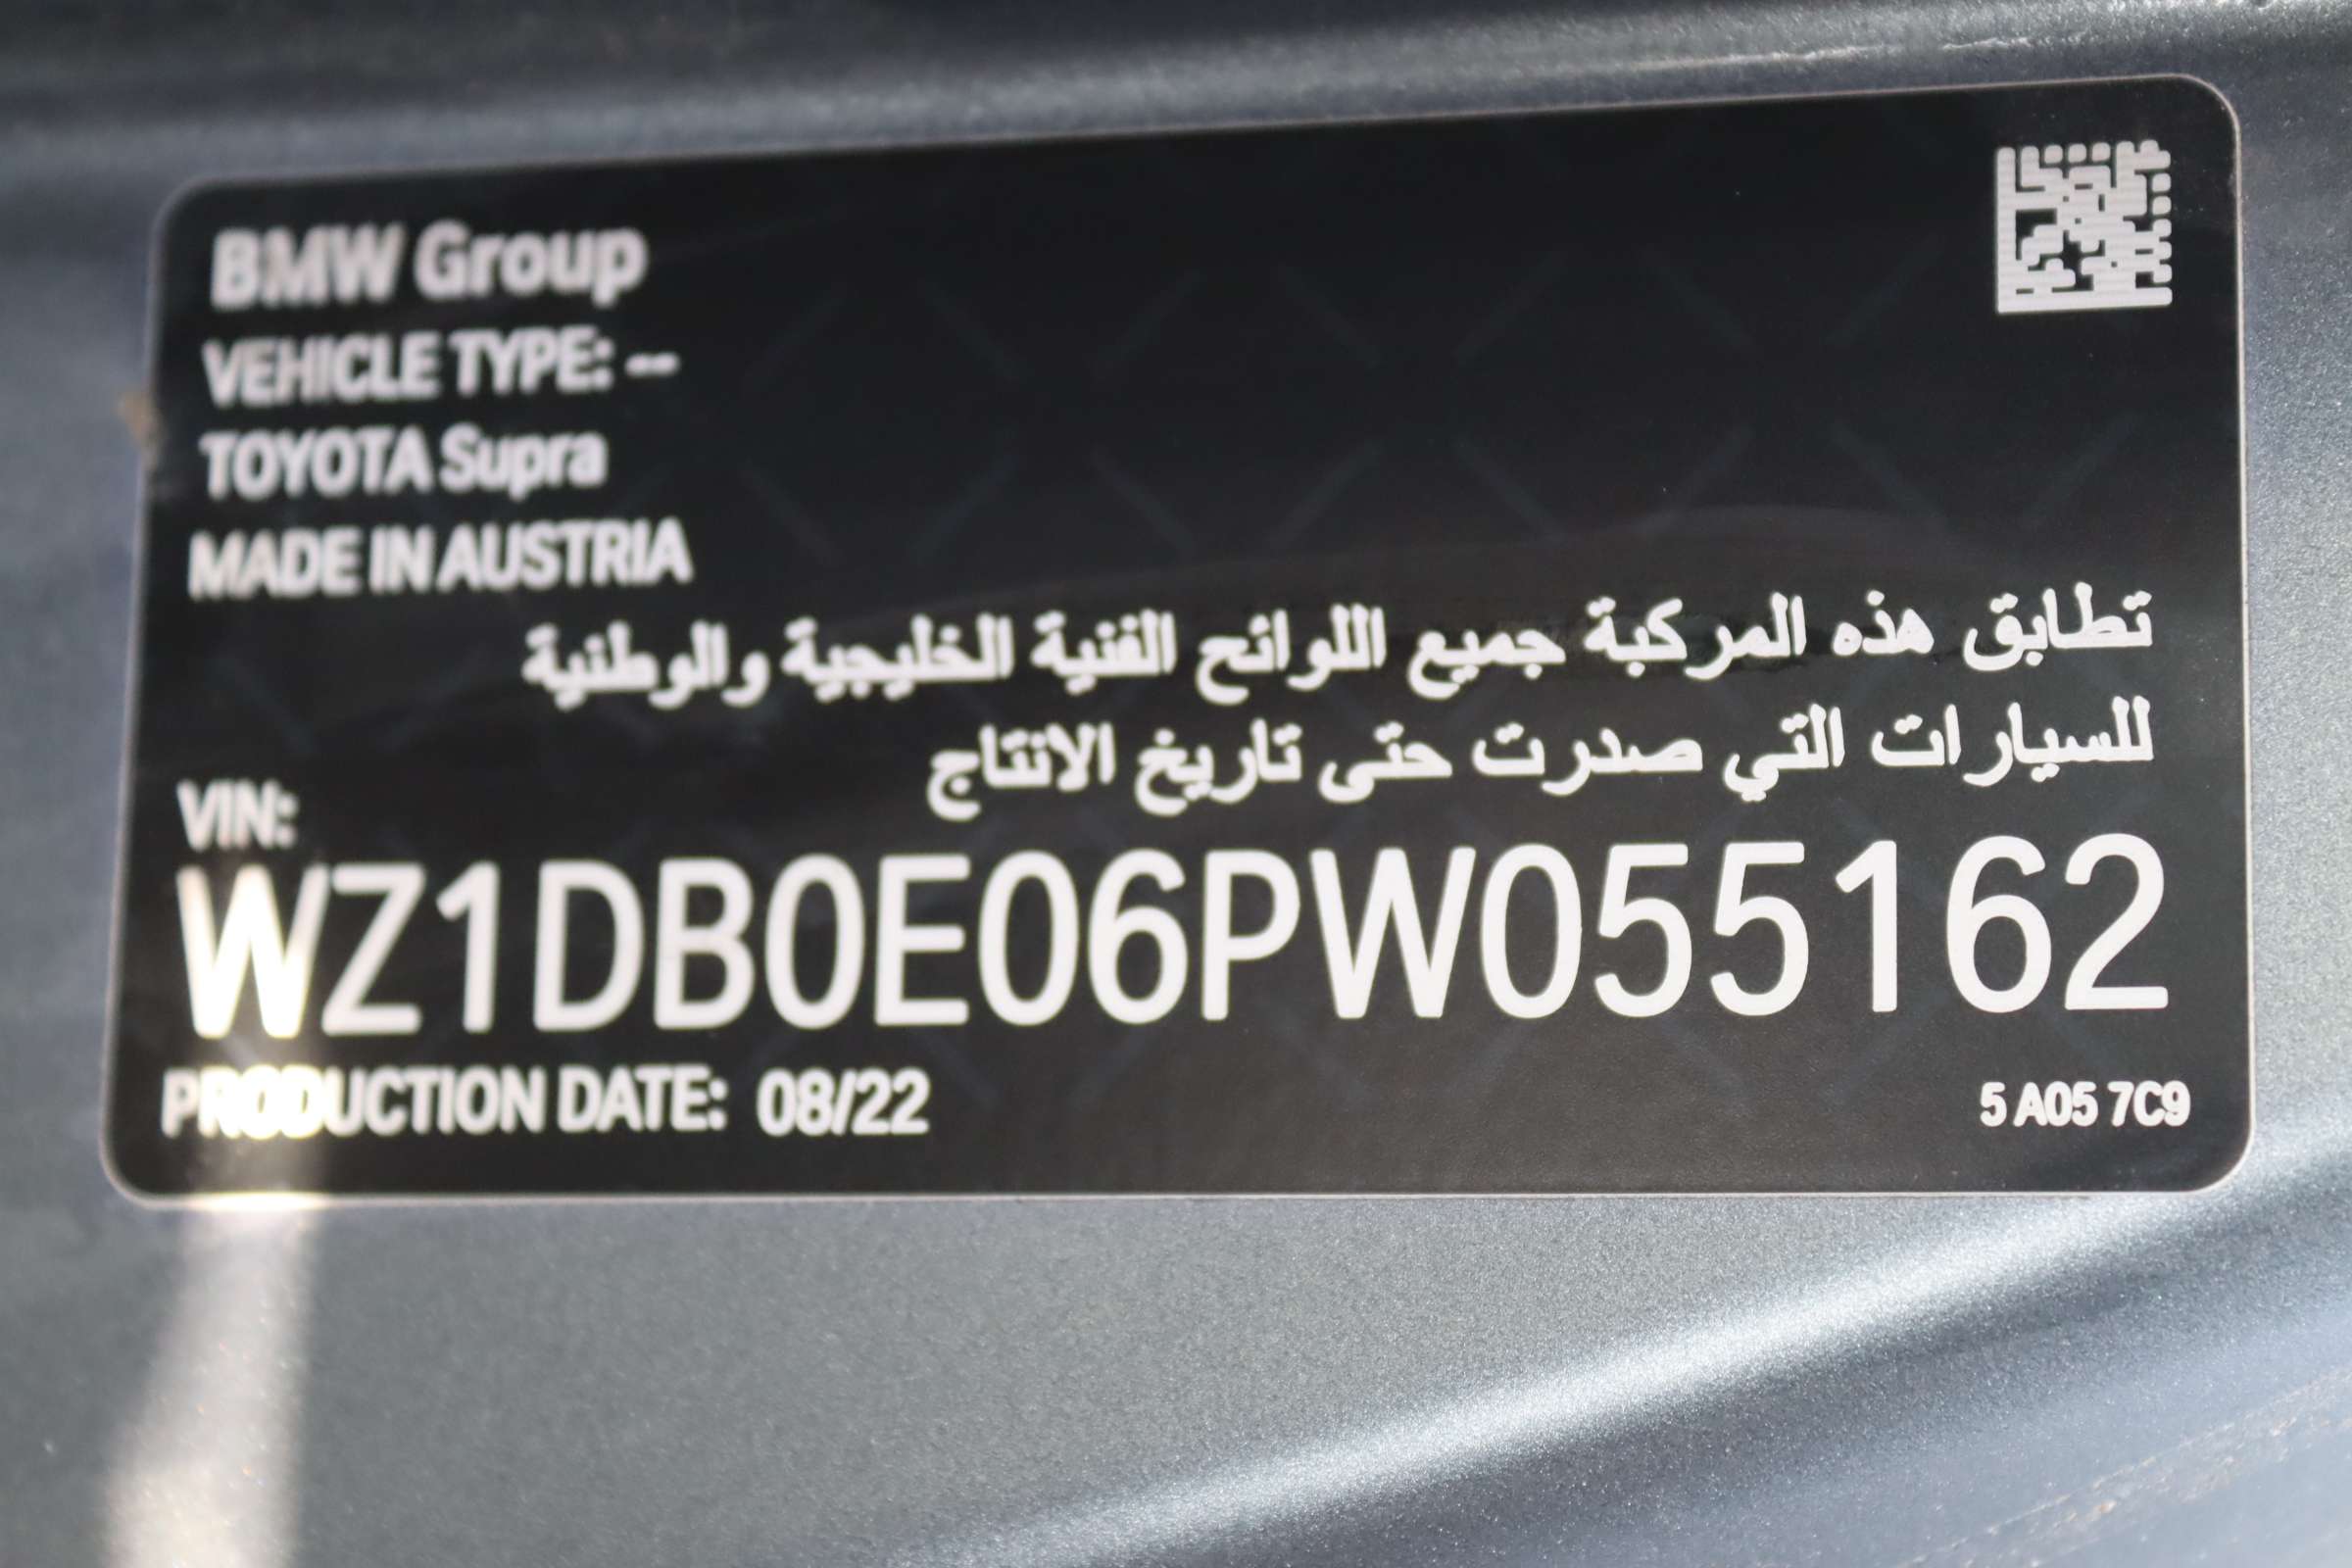 BMW Group
VEHICLE TYPE: --
TOYOTA Supra
MADE IN AUSTRIA
تطابق هذه المركبة جميع اللوائح الفنية الخليجية والوطنية
للسيارات التي صدرت حتى تاريخ الانتاج
VIN:
WZ1DB0E06PW055162
PRODUCTION DATE: 08/22
5 A05 7C9